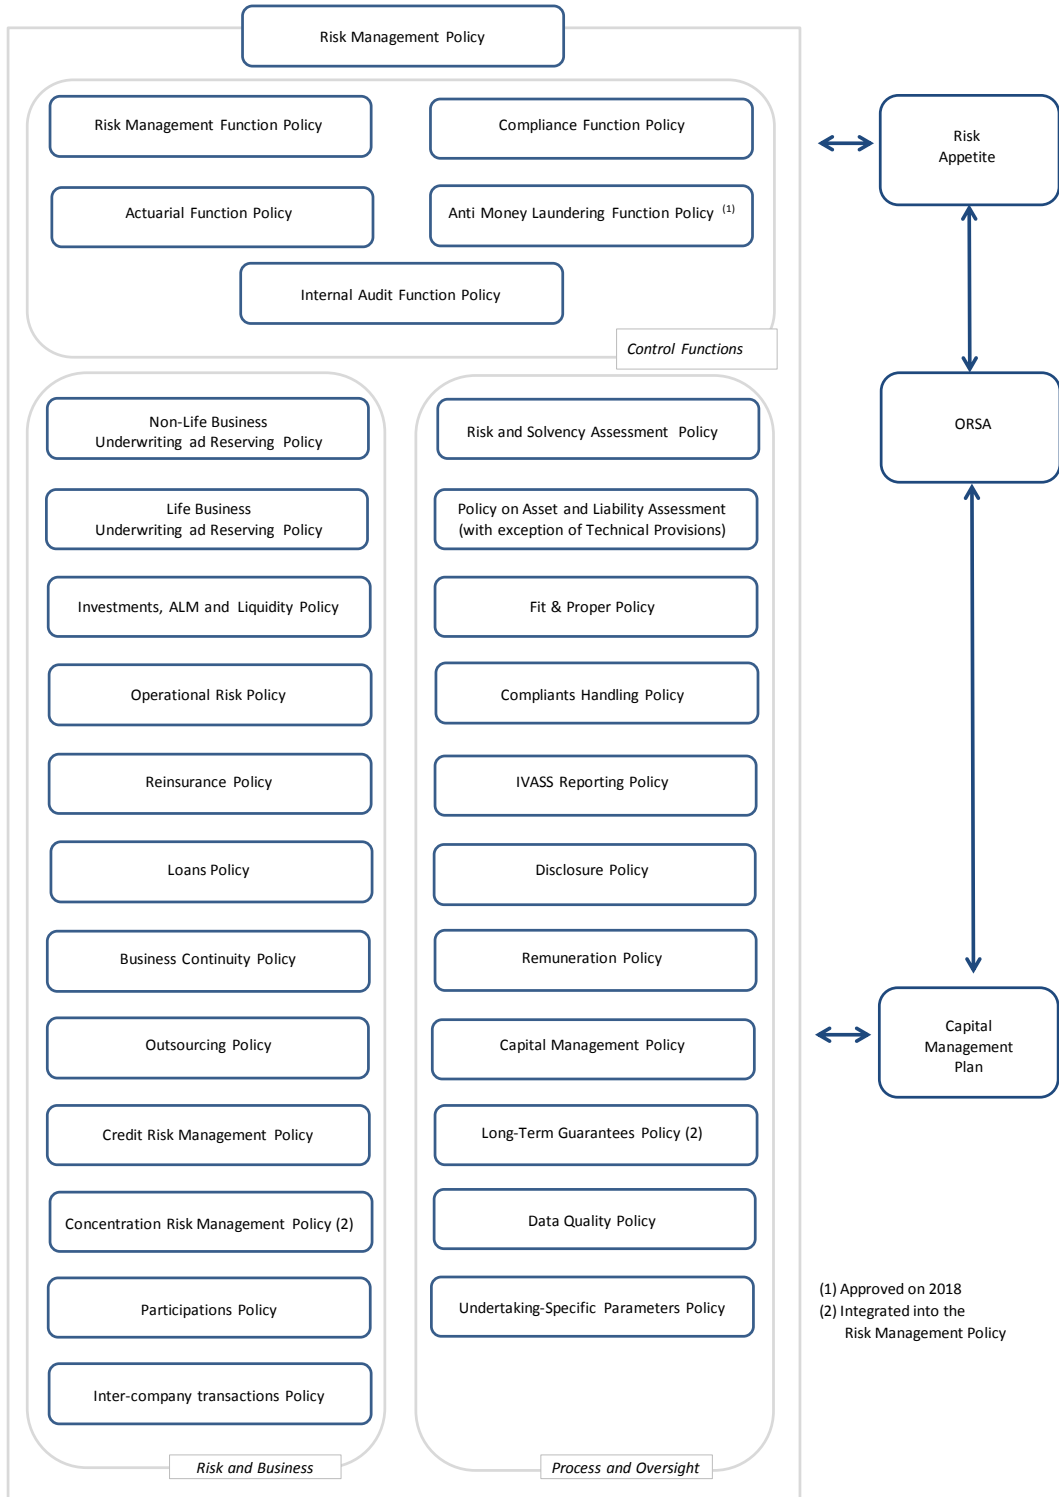 Risk Management Policy
Risk Management Function Policy
Compliance Function Policy
Actuarial Function Policy
Anti Money Laundering Function Policy (1)
Internal Audit Function Policy
Control Functions
Non-Life Business
Underwriting ad Reserving Policy
Life Business
Underwriting ad Reserving Policy
Investments, ALM and Liquidity Policy
Operational Risk Policy
Reinsurance Policy
Loans Policy
Business Continuity Policy
Outsourcing Policy
Credit Risk Management Policy
Concentration Risk Management Policy (2)
Participations Policy
Inter-company transactions Policy
Risk and Business
Risk and Solvency Assessment Policy
Policy on Asset and Liability Assessment
(with exception of Technical Provisions)
Fit & Proper Policy
Compliants Handling Policy
IVASS Reporting Policy
Disclosure Policy
Remuneration Policy
Capital Management Policy
Long-Term Guarantees Policy (2)
Data Quality Policy
Undertaking-Specific Parameters Policy
Process and Oversight
Risk
Appetite
ORSA
Capital
Management
Plan
(1) Approved on 2018
(2) Integrated into the
Risk Management Policy